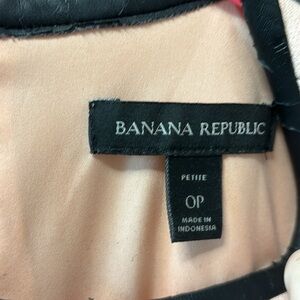 BANANA REPUBLIC
PETITE
0P
MADE IN
INDONESIA